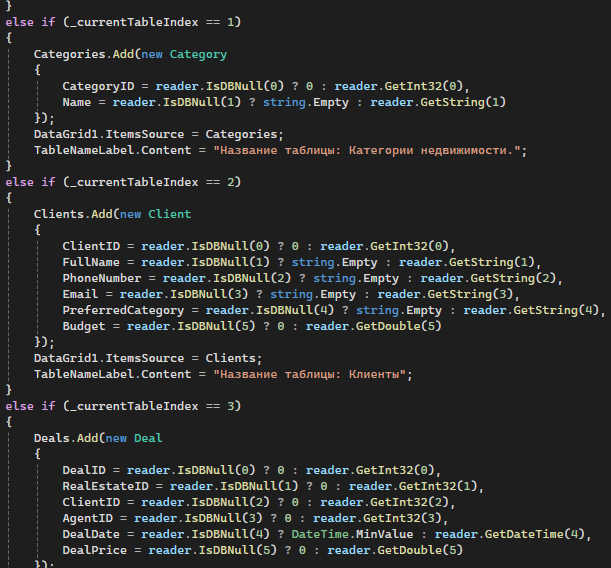 }
else if (_currentTableIndex == 1)
{
    Categories.Add(new Category
    {
        CategoryID = reader.IsDBNull(0) ? 0 : reader.GetInt32(0),
        Name = reader.IsDBNull(1) ? string.Empty : reader.GetString(1)
    });
    DataGrid1.ItemsSource = Categories;
    TableNameLabel.Content = "Название таблицы: Категории недвижимости.";
}
else if (_currentTableIndex == 2)
{
    Clients.Add(new Client
    {
        ClientID = reader.IsDBNull(0) ? 0 : reader.GetInt32(0),
        FullName = reader.IsDBNull(1) ? string.Empty : reader.GetString(1),
        PhoneNumber = reader.IsDBNull(2) ? string.Empty : reader.GetString(2),
        Email = reader.IsDBNull(3) ? string.Empty : reader.GetString(3),
        PreferredCategory = reader.IsDBNull(4) ? string.Empty : reader.GetString(4),
        Budget = reader.IsDBNull(5) ? 0 : reader.GetDouble(5)
    });
    DataGrid1.ItemsSource = Clients;
    TableNameLabel.Content = "Название таблицы: Клиенты";
}
else if (_currentTableIndex == 3)
{
    Deals.Add(new Deal
    {
        DealID = reader.IsDBNull(0) ? 0 : reader.GetInt32(0),
        RealEstateID = reader.IsDBNull(1) ? 0 : reader.GetInt32(1),
        ClientID = reader.IsDBNull(2) ? 0 : reader.GetInt32(2),
        AgentID = reader.IsDBNull(3) ? 0 : reader.GetInt32(3),
        DealDate = reader.IsDBNull(4) ? DateTime.MinValue : reader.GetDateTime(4),
        DealPrice = reader.IsDBNull(5) ? 0 : reader.GetDouble(5)
    });